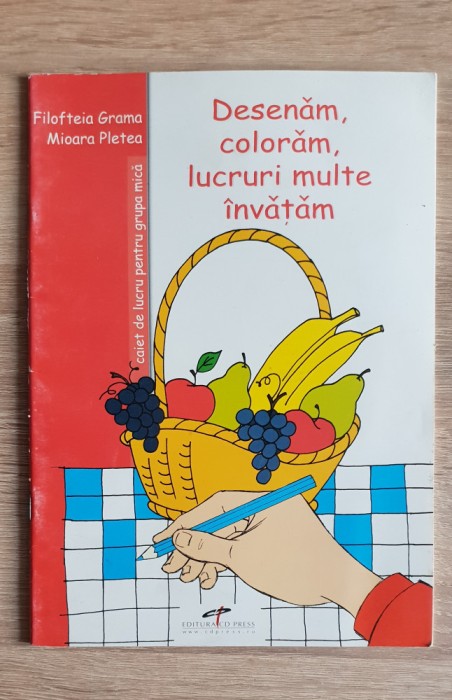 Filofteia Grama
Mioara Pletea
Desenăm,
colorăm,
lucruri multe
învățăm
caiet de lucru pentru grupa mică
EDITURA CD PRESS
www.cdpress.ro